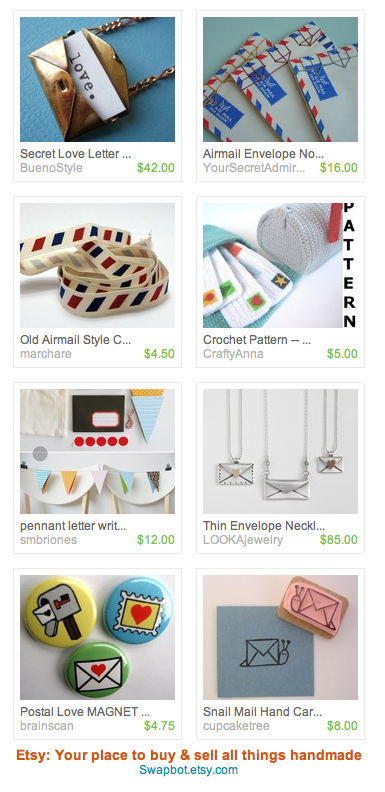 love.
Secret Love Letter ...
BuenoStyle $42.00
Airmail Envelope No...
YourSecretAdmir... $16.00
Old Airmail Style C...
marchare $4.50
PATTERN
Crochet Pattern -- ...
CraftyAnna $5.00
pennant letter writ...
smbriones $12.00
Thin Envelope Neckl...
LOOKAjewelry $85.00
Postal Love MAGNET ...
brainscan $4.75
Snail Mail Hand Car...
cupcaketree $8.00
Etsy: Your place to buy & sell all things handmade
Swapbot.etsy.com